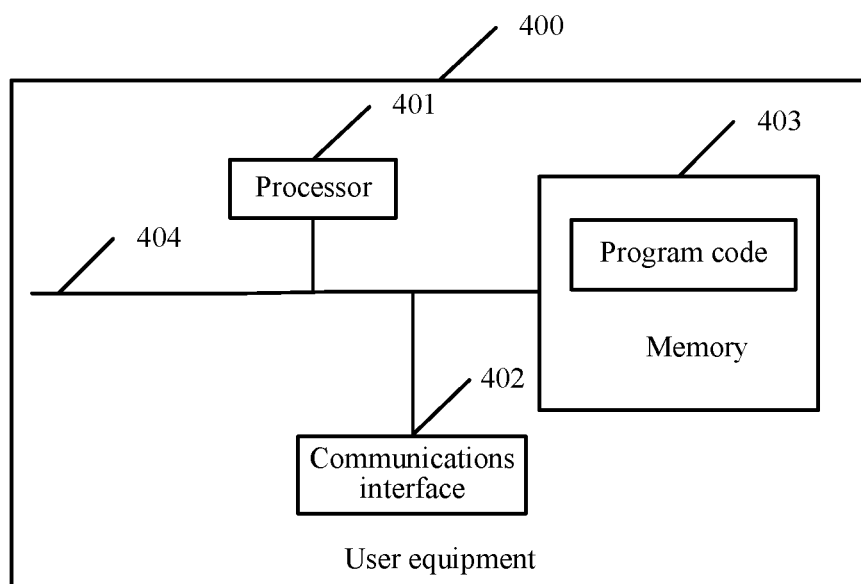 400
401
403
Processor
404
Program code
Memory
402
Communications
interface
User equipment